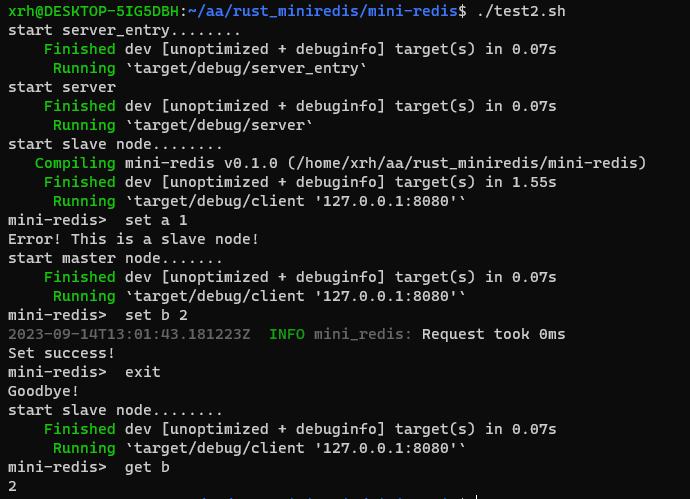 xrh@DESKTOP-5IG5DBH:~/aa/rust_miniredis/mini-redis$ ./test2.sh
start server_entry........
    Finished dev [unoptimized + debuginfo] target(s) in 0.07s
     Running `target/debug/server_entry`
start server
    Finished dev [unoptimized + debuginfo] target(s) in 0.07s
     Running `target/debug/server`
start slave node........
   Compiling mini-redis v0.1.0 (/home/xrh/aa/rust_miniredis/mini-redis)
    Finished dev [unoptimized + debuginfo] target(s) in 1.55s
     Running `target/debug/client '127.0.0.1:8080'`
mini-redis>  set a 1
Error! This is a slave node!
start master node.......
    Finished dev [unoptimized + debuginfo] target(s) in 0.07s
     Running `target/debug/client '127.0.0.1:8080'`
mini-redis>  set b 2
2023-09-14T13:01:43.181223Z  INFO mini_redis: Request took 0ms
Set success!
mini-redis>  exit
Goodbye!
start slave node........
    Finished dev [unoptimized + debuginfo] target(s) in 0.07s
     Running `target/debug/client '127.0.0.1:8080'`
mini-redis>  get b
2